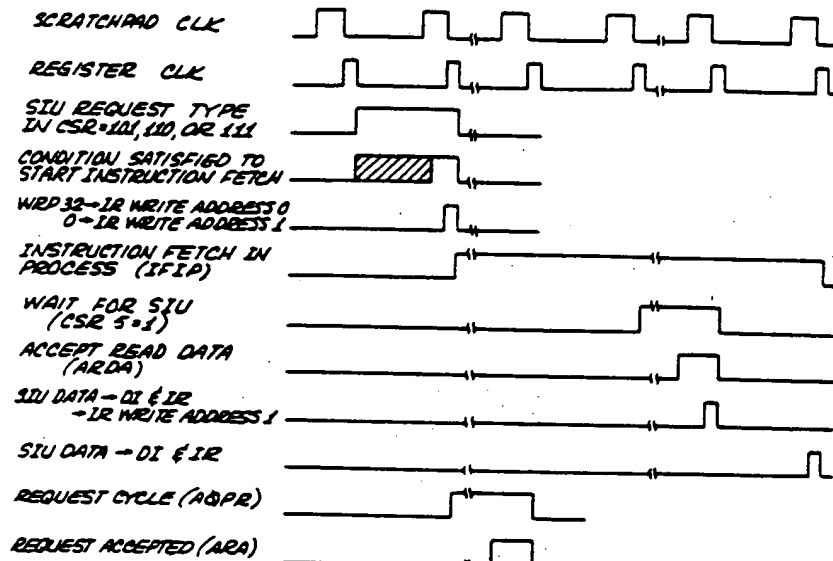 SCRATCHPAD CLK
REGISTER CLK
SIU REQUEST TYPE
IN CSR=101, 110, OR 111
CONDITION SATISFIED TO
START INSTRUCTION FETCH
WRP 32→IR WRITE ADDRESS 0
0→IR WRITE ADDRESS 1
INSTRUCTION FETCH IN
PROCESS (IFIP)
WAIT FOR SIU
(CSR 5=1)
ACCEPT READ DATA
(ARDA)
SIU DATA → DI & IR
→IR WRITE ADDRESS 1
SIU DATA → DI & IR
REQUEST CYCLE (AOPR)
REQUEST ACCEPTED (ARA)